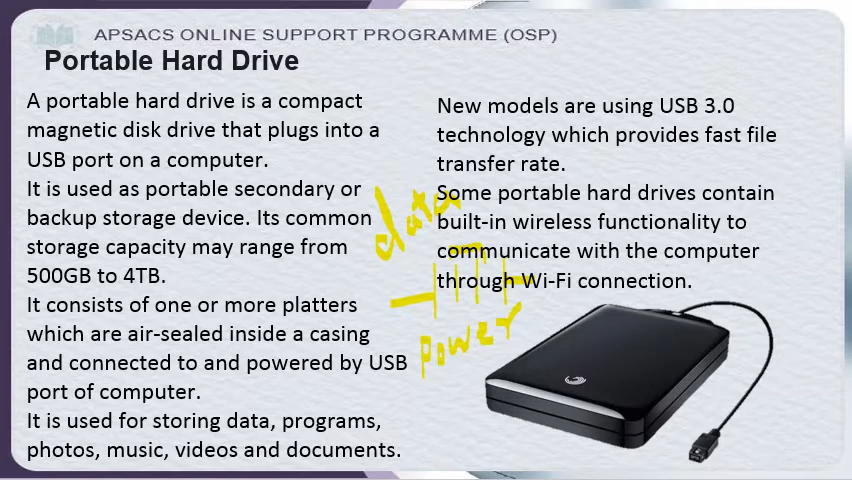 APSACS ONLINE SUPPORT PROGRAMME (OSP)
Portable Hard Drive
A portable hard drive is a compact
magnetic disk drive that plugs into a
USB port on a computer.
It is used as portable secondary or
backup storage device. Its common
storage capacity may range from
500GB to 4TB.
It consists of one or more platters
which are air-sealed inside a casing
and connected to and powered by USB
port of computer.
It is used for storing data, programs,
photos, music, videos and documents.
New models are using USB 3.0
technology which provides fast file
transfer rate.
Some portable hard drives contain
built-in wireless functionality to
communicate with the computer
through Wi-Fi connection.
data
power